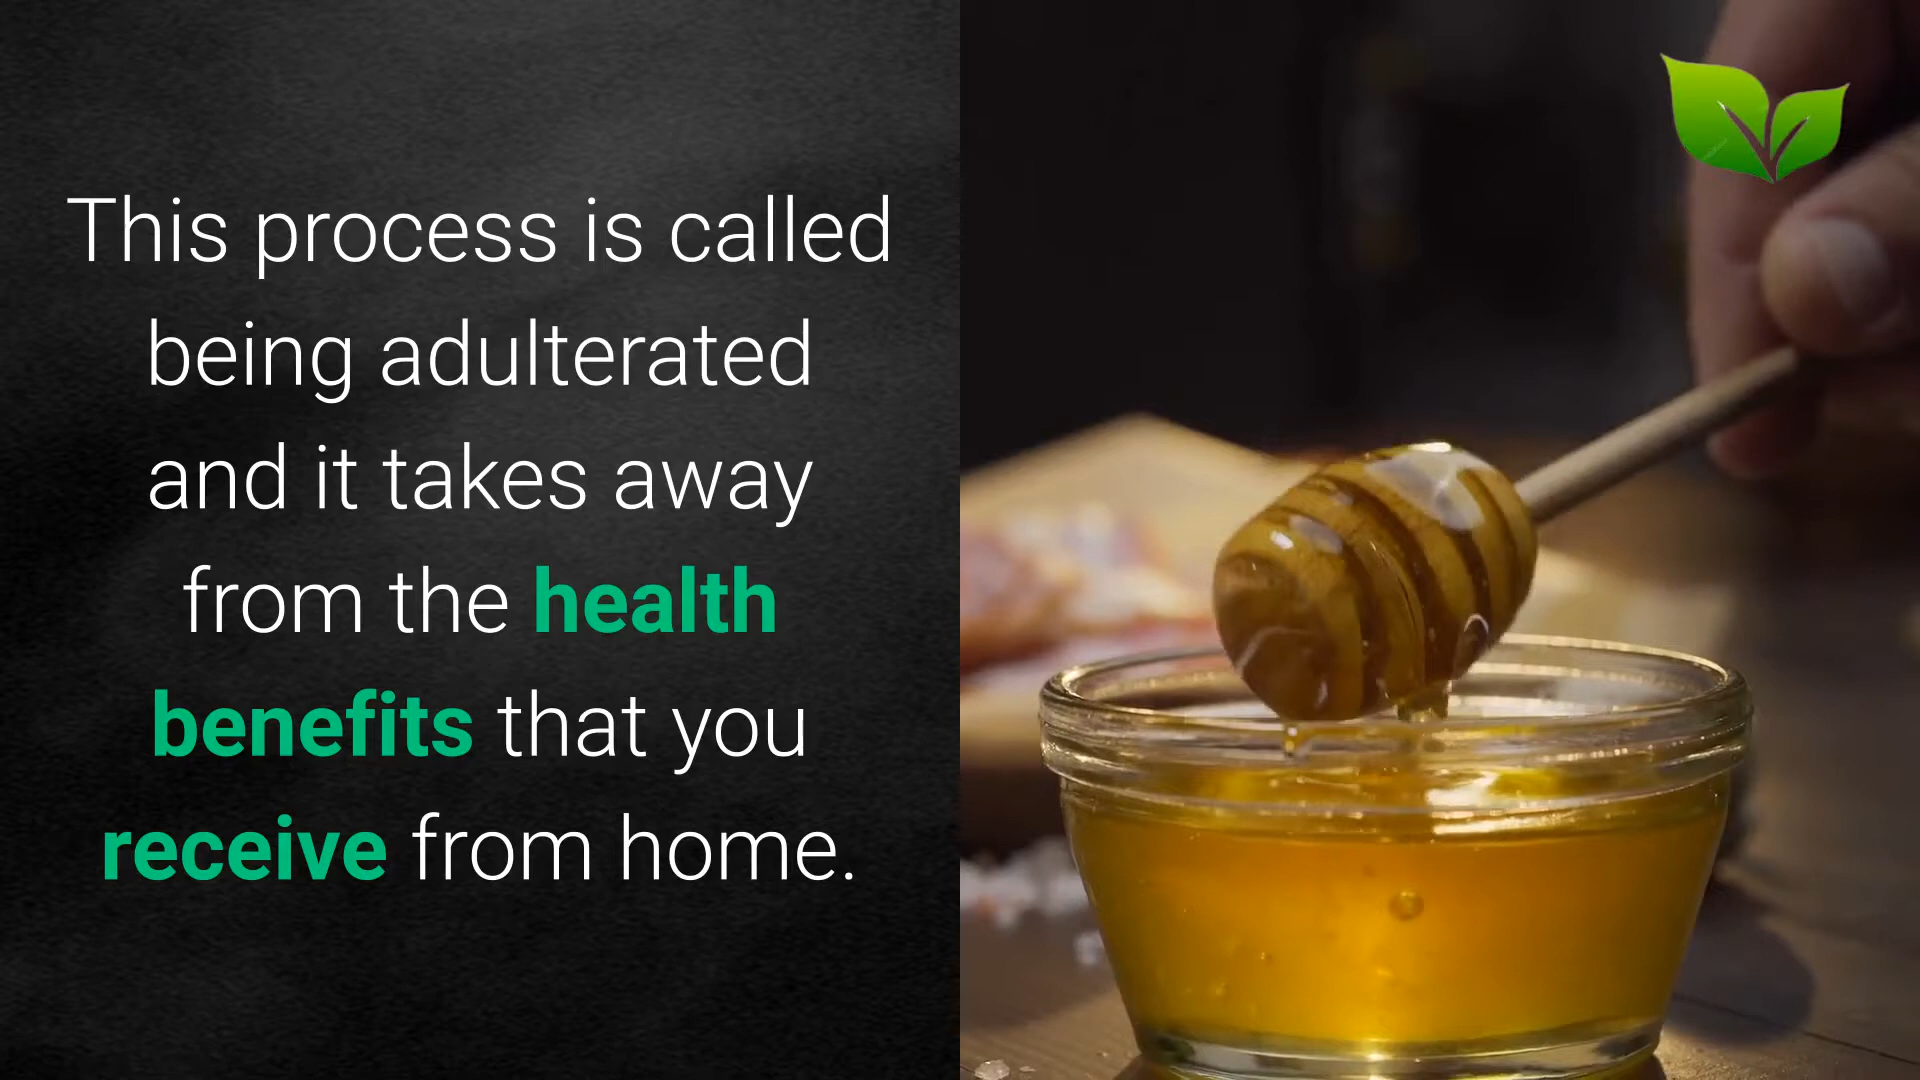 This process is called
being adulterated
and it takes away
from the health
benefits that you
receive from home.